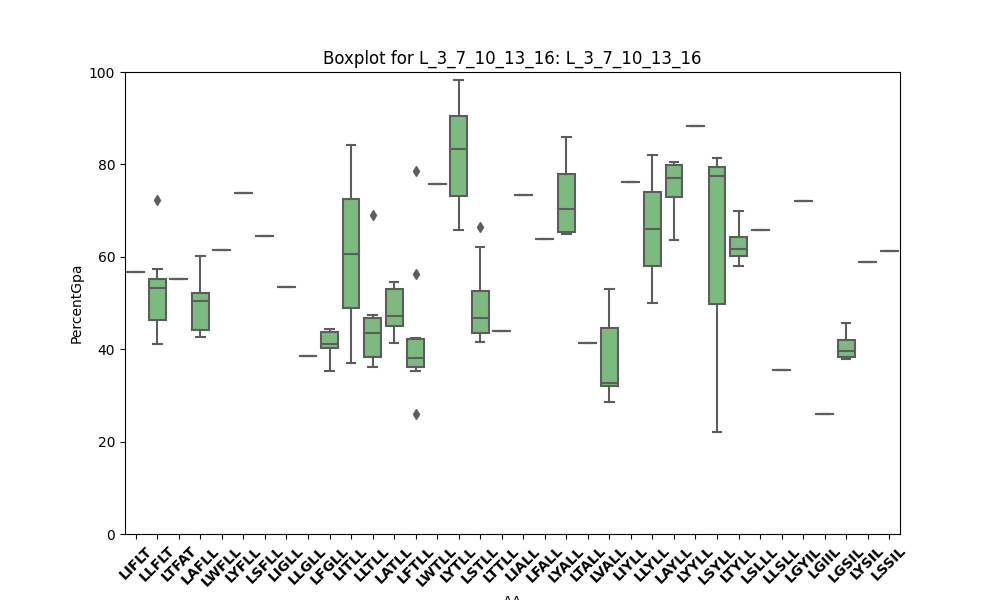 Boxplot for L_3_7_10_13_16: L_3_7_10_13_16
100
80
60
40
20
0
PercentGpa
LIFLT
LLFLT
LTFAT
LAFLL
LWFLL
LYFLL
LSFLL
LIGLL
LLGLL
LFGLL
LITLL
LLTLL
LATLL
LFTLL
LWTLL
LYTLL
LSTLL
LTTLL
LIALL
LFALL
LYALL
LTALL
LVALL
LIYLL
LLYLL
LAYLL
LYYLL
LSYLL
LTYLL
LSLLL
LLSLL
LGYIL
LGIIL
LGSIL
LYSIL
LSSIL
AA